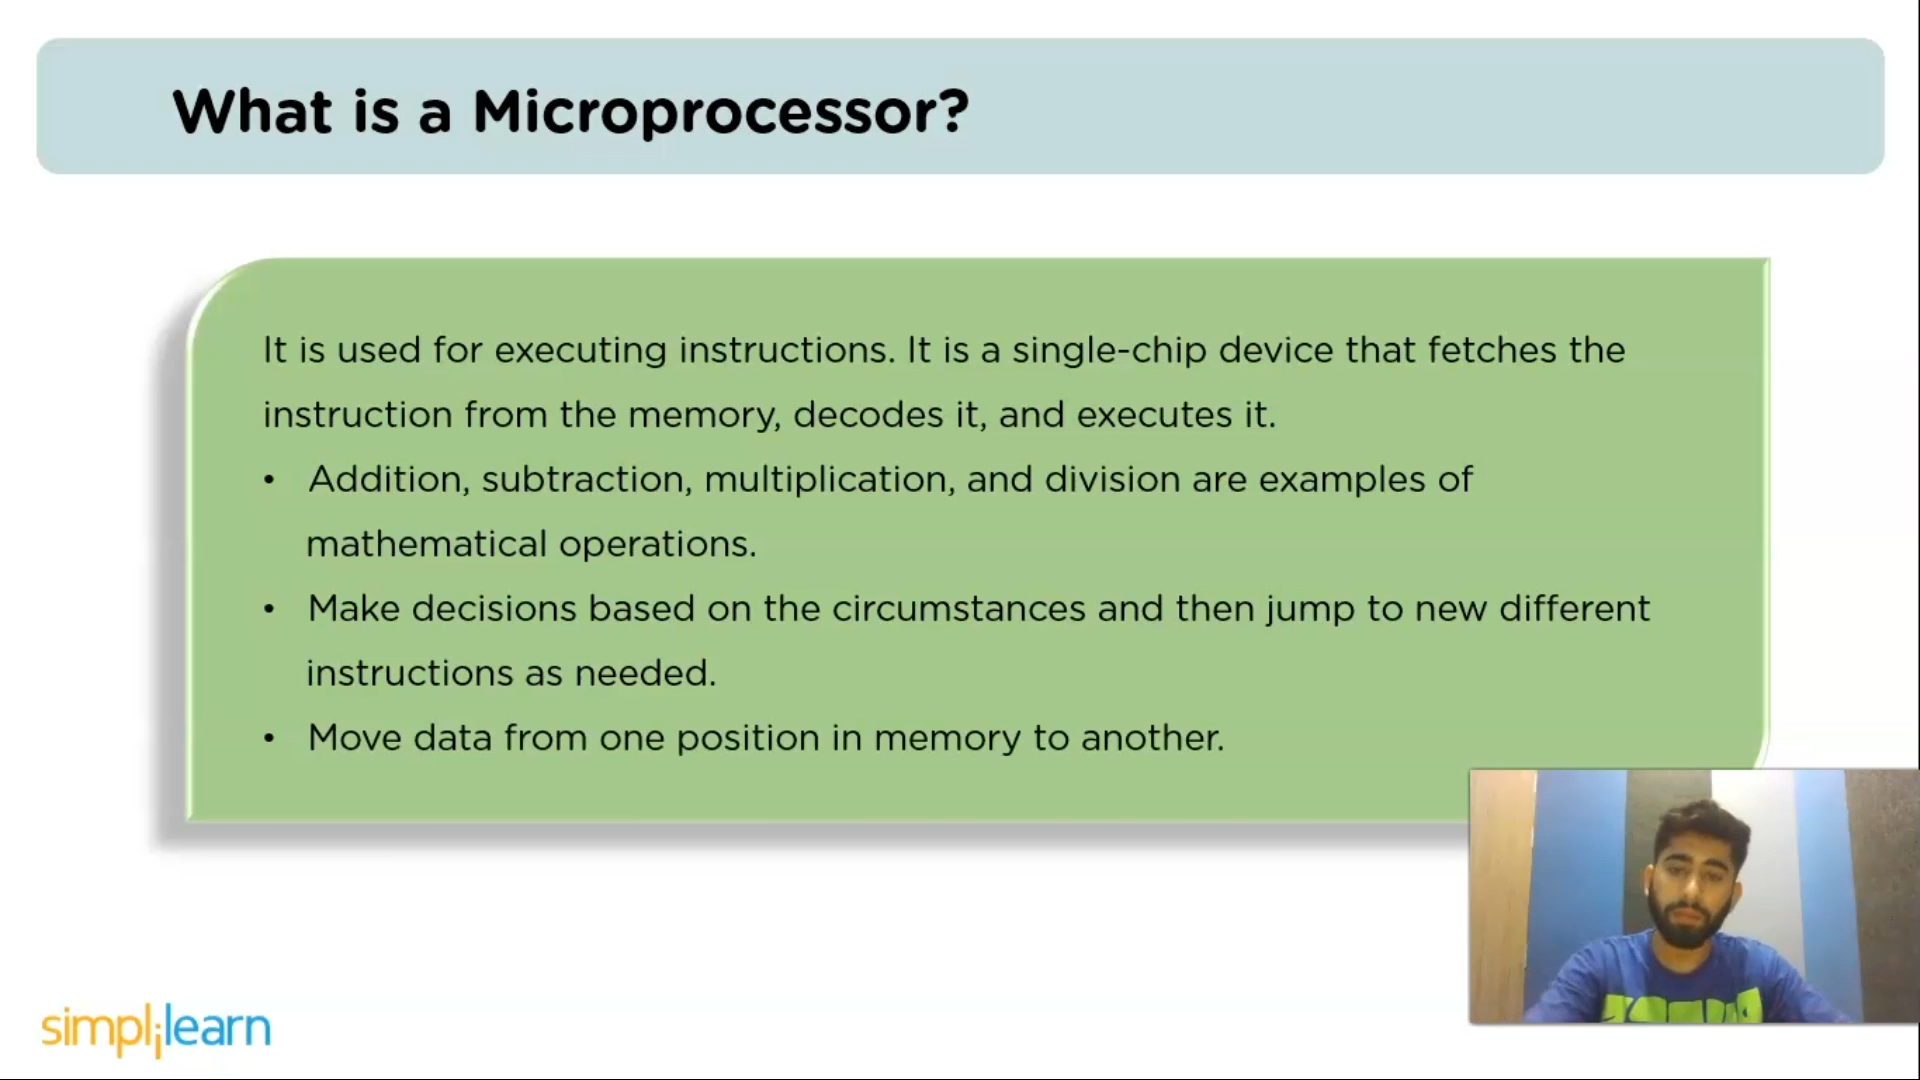 What is a Microprocessor?
It is used for executing instructions. It is a single-chip device that fetches the
instruction from the memory, decodes it, and executes it.
• Addition, subtraction, multiplication, and division are examples of
mathematical operations.
• Make decisions based on the circumstances and then jump to new different
instructions as needed.
• Move data from one position in memory to another.
simplilearn